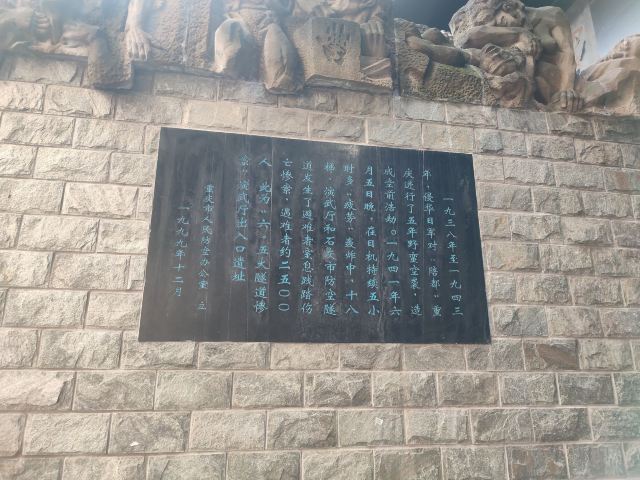 一九三八年至一九四三
年，侵华日军对“陪都”重
庆进行了五年野蛮空袭，造
成空前浩劫。一九四一年六
月五日晚，在日机持续五小
时多“疲劳”轰炸中，十八
梯、演武厅和石灰市防空隧
道发生了避难者窒息践踏伤
亡惨案，遇难者约二五〇〇
人。此为“六·五大隧道惨
案”演武厅出入口遗址
重庆市人民防空办公室 立
一九九九年十二月